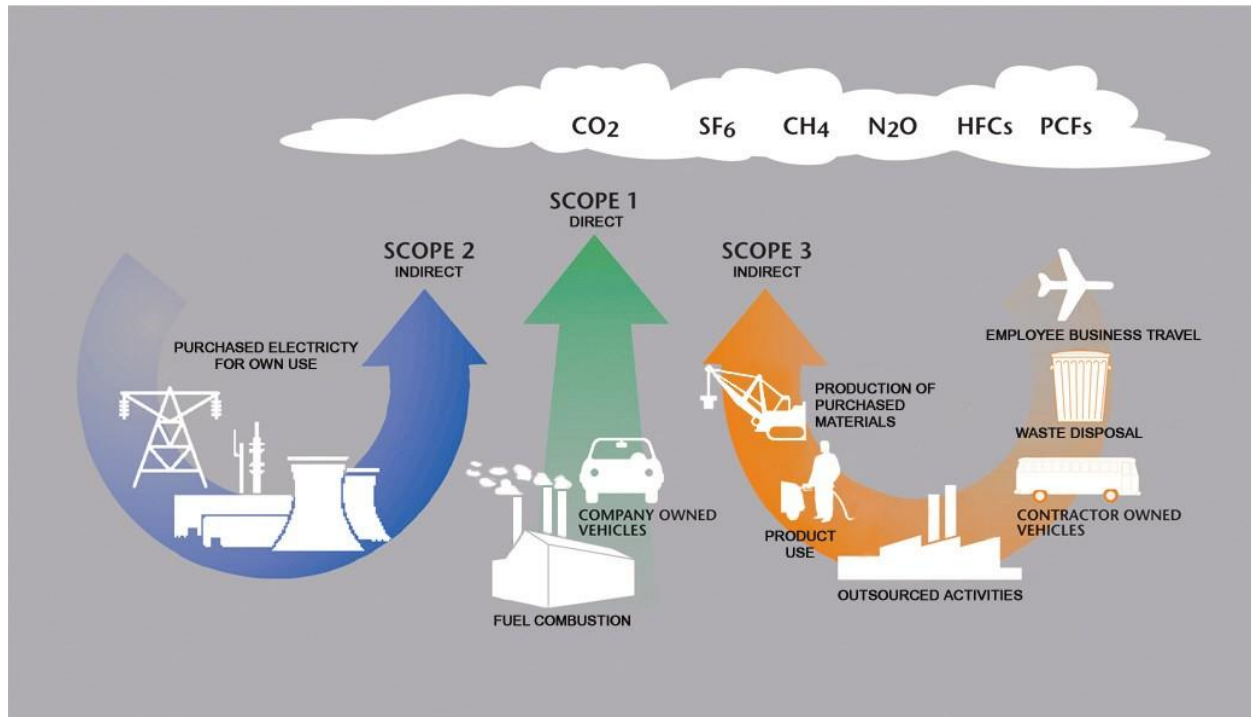 CO2 SF6 CH4 N2O HFCs PCFs
SCOPE 1
DIRECT
SCOPE 2
INDIRECT
SCOPE 3
INDIRECT
PURCHASED ELECTRICTY
FOR OWN USE
COMPANY OWNED
VEHICLES
FUEL COMBUSTION
PRODUCTION OF
PURCHASED
MATERIALS
PRODUCT
USE
OUTSOURCED ACTIVITIES
EMPLOYEE BUSINESS TRAVEL
WASTE DISPOSAL
CONTRACTOR OWNED
VEHICLES